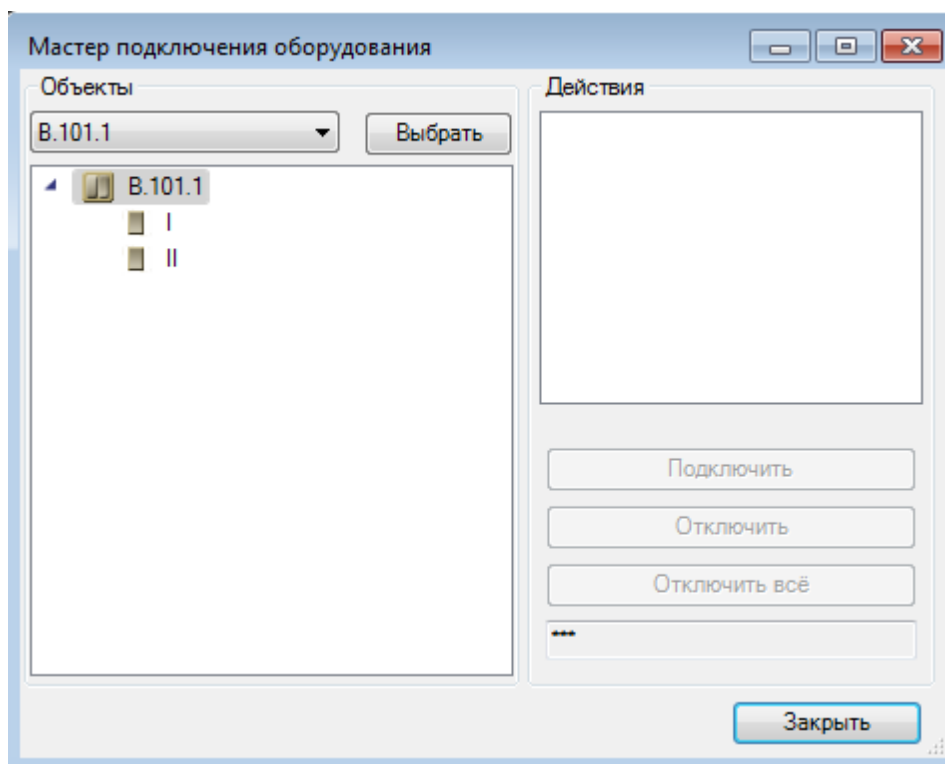 Мастер подключения оборудования
Объекты
В.101.1
Выбрать
В.101.1
I
II
Действия
Подключить
Отключить
Отключить всё
***
Закрыть